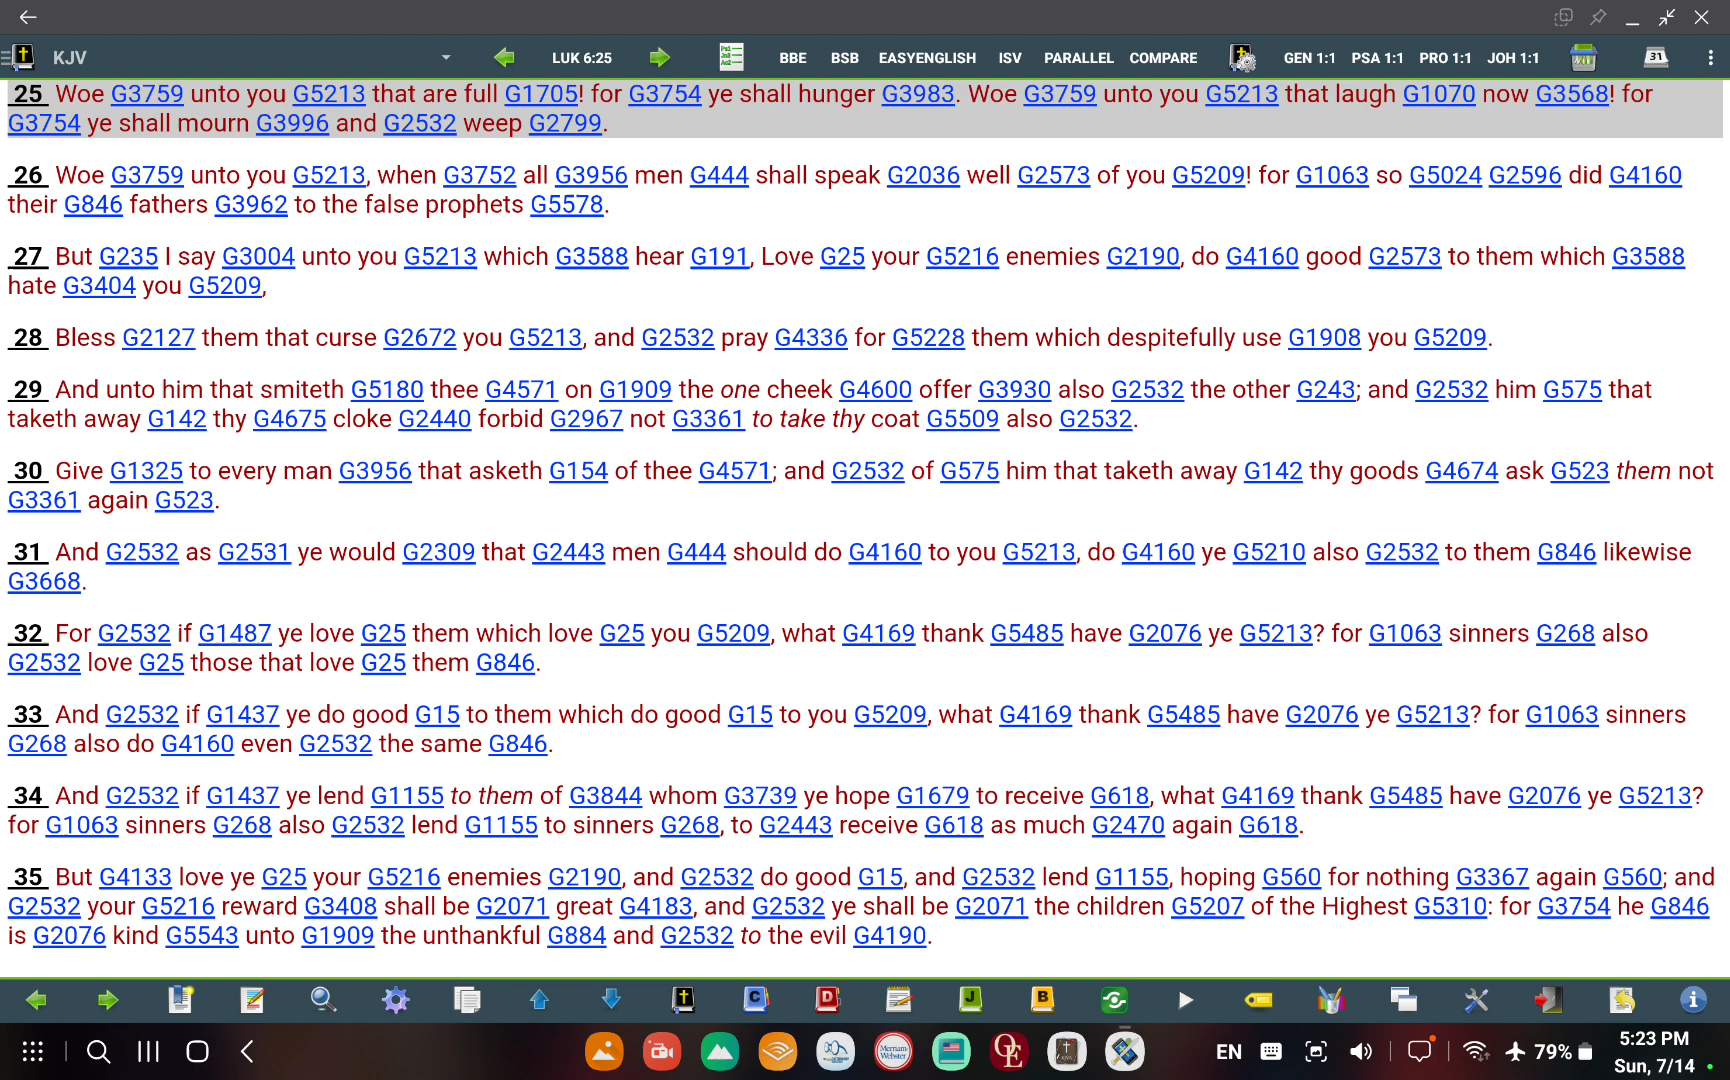 KJV LUK 6:25 BBE BSB EASYENGLISH ISV PARALLEL COMPARE GEN 1:1 PSA 1:1 PRO 1:1 JOH 1:1 31
25 Woe G3759 unto you G5213 that are full G1705! for G3754 ye shall hunger G3983. Woe G3759 unto you G5213 that laugh G1070 now G3568! for
G3754 ye shall mourn G3996 and G2532 weep G2799.
26 Woe G3759 unto you G5213, when G3752 all G3956 men G444 shall speak G2036 well G2573 of you G5209! for G1063 so G5024 G2596 did G4160
their G846 fathers G3962 to the false prophets G5578.
27 But G235 I say G3004 unto you G5213 which G3588 hear G191, Love G25 your G5216 enemies G2190, do G4160 good G2573 to them which G3588
hate G3404 you G5209,
28 Bless G2127 them that curse G2672 you G5213, and G2532 pray G4336 for G5228 them which despitefully use G1908 you G5209.
29 And unto him that smiteth G5180 thee G4571 on G1909 the one cheek G4600 offer G3930 also G2532 the other G243; and G2532 him G575 that
taketh away G142 thy G4675 cloke G2440 forbid G2967 not G3361 to take thy coat G5509 also G2532.
30 Give G1325 to every man G3956 that asketh G154 of thee G4571; and G2532 of G575 him that taketh away G142 thy goods G4674 ask G523 them not
G3361 again G523.
31 And G2532 as G2531 ye would G2309 that G2443 men G444 should do G4160 to you G5213, do G4160 ye G5210 also G2532 to them G846 likewise
G3668.
32 For G2532 if G1487 ye love G25 them which love G25 you G5209, what G4169 thank G5485 have G2076 ye G5213? for G1063 sinners G268 also
G2532 love G25 those that love G25 them G846.
33 And G2532 if G1437 ye do good G15 to them which do good G15 to you G5209, what G4169 thank G5485 have G2076 ye G5213? for G1063 sinners
G268 also do G4160 even G2532 the same G846.
34 And G2532 if G1437 ye lend G1155 to them of G3844 whom G3739 ye hope G1679 to receive G618, what G4169 thank G5485 have G2076 ye G5213?
for G1063 sinners G268 also G2532 lend G1155 to sinners G268, to G2443 receive G618 as much G2470 again G618.
35 But G4133 love ye G25 your G5216 enemies G2190, and G2532 do good G15, and G2532 lend G1155, hoping G560 for nothing G3367 again G560; and
G2532 your G5216 reward G3408 shall be G2071 great G4183, and G2532 ye shall be G2071 the children G5207 of the Highest G5310: for G3754 he G846
is G2076 kind G5543 unto G1909 the unthankful G884 and G2532 to the evil G4190.
C D J B
Merriam-Webster OE EN 79% 5:23 PM
Sun, 7/14